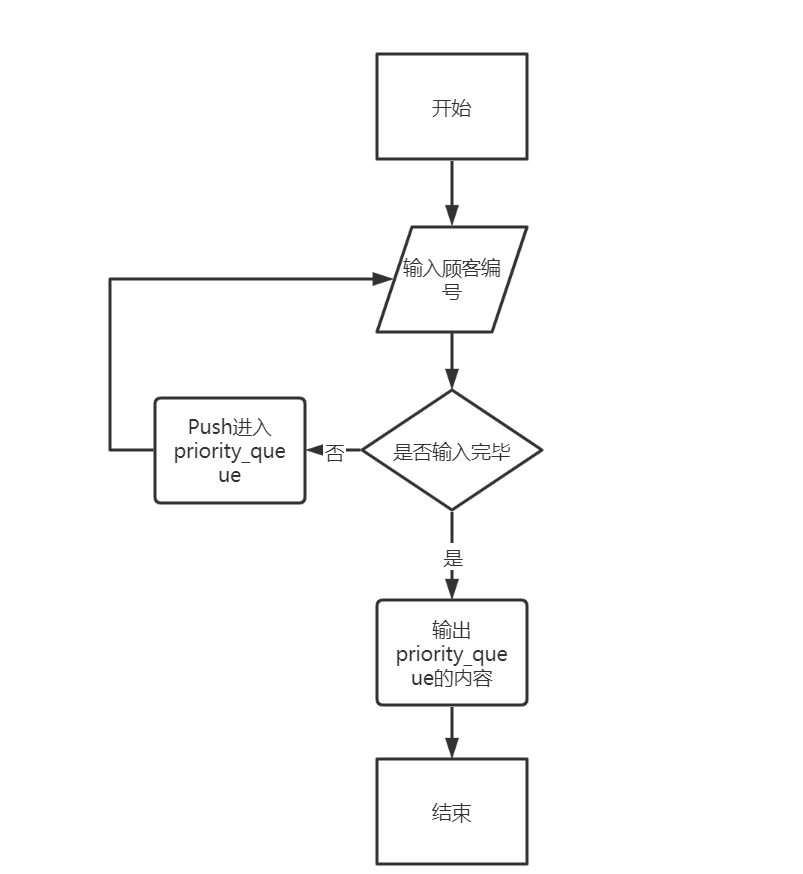 开始
输入顾客编
号
是否输入完毕
否
Push进入
priority_que
ue
是
输出
priority_que
ue的内容
结束